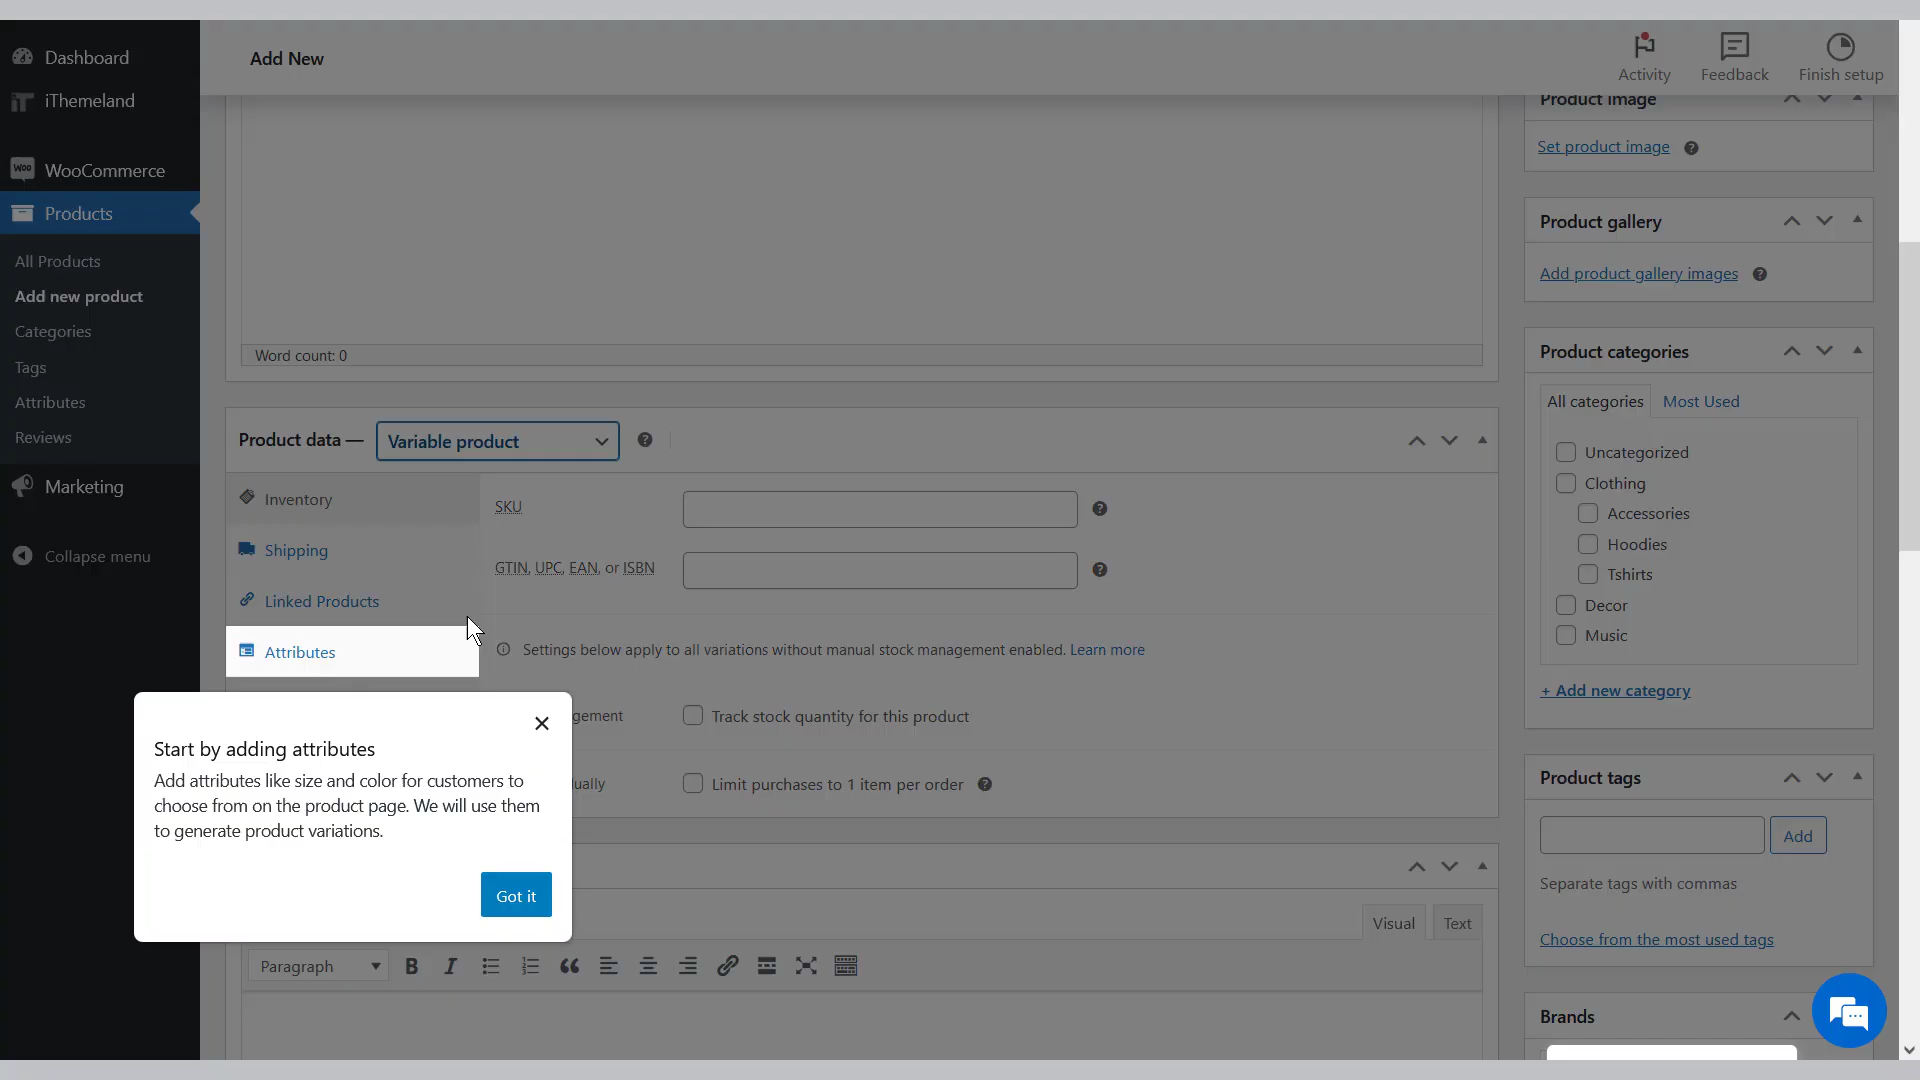 Dashboard
iThemeland
WooCommerce
Products
All Products
Add new product
Categories
Tags
Attributes
Reviews
Marketing
Collapse menu
Add New
Activity
Feedback
Finish setup
Word count: 0
Product data —
Variable product
Inventory
Shipping
Linked Products
Attributes
SKU
GTIN, UPC, EAN, or ISBN
Settings below apply to all variations without manual stock management enabled. Learn more
gement
Track stock quantity for this product
ually
Limit purchases to 1 item per order
Start by adding attributes
Add attributes like size and color for customers to
choose from on the product page. We will use them
to generate product variations.
Got it
Visual
Text
Paragraph
Product image
Set product image
Product gallery
Add product gallery images
Product categories
All categories
Most Used
Uncategorized
Clothing
Accessories
Hoodies
Tshirts
Decor
Music
+ Add new category
Product tags
Add
Separate tags with commas
Choose from the most used tags
Brands